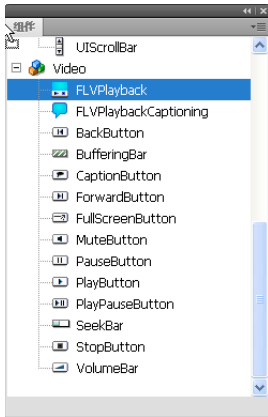 组件
UIScrollBar
Video
FLVPlayback
FLVPlaybackCaptioning
BackButton
BufferingBar
CaptionButton
ForwardButton
FullScreenButton
MuteButton
PauseButton
PlayButton
PlayPauseButton
SeekBar
StopButton
VolumeBar